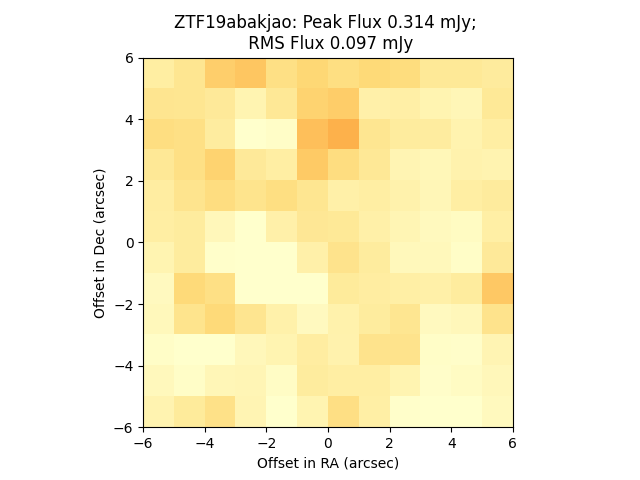 ZTF19abakjao: Peak Flux 0.314 mJy;
RMS Flux 0.097 mJy
6
4
2
0
−2
−4
−6
Offset in Dec (arcsec)
−6 −4 −2 0 2 4 6
Offset in RA (arcsec)